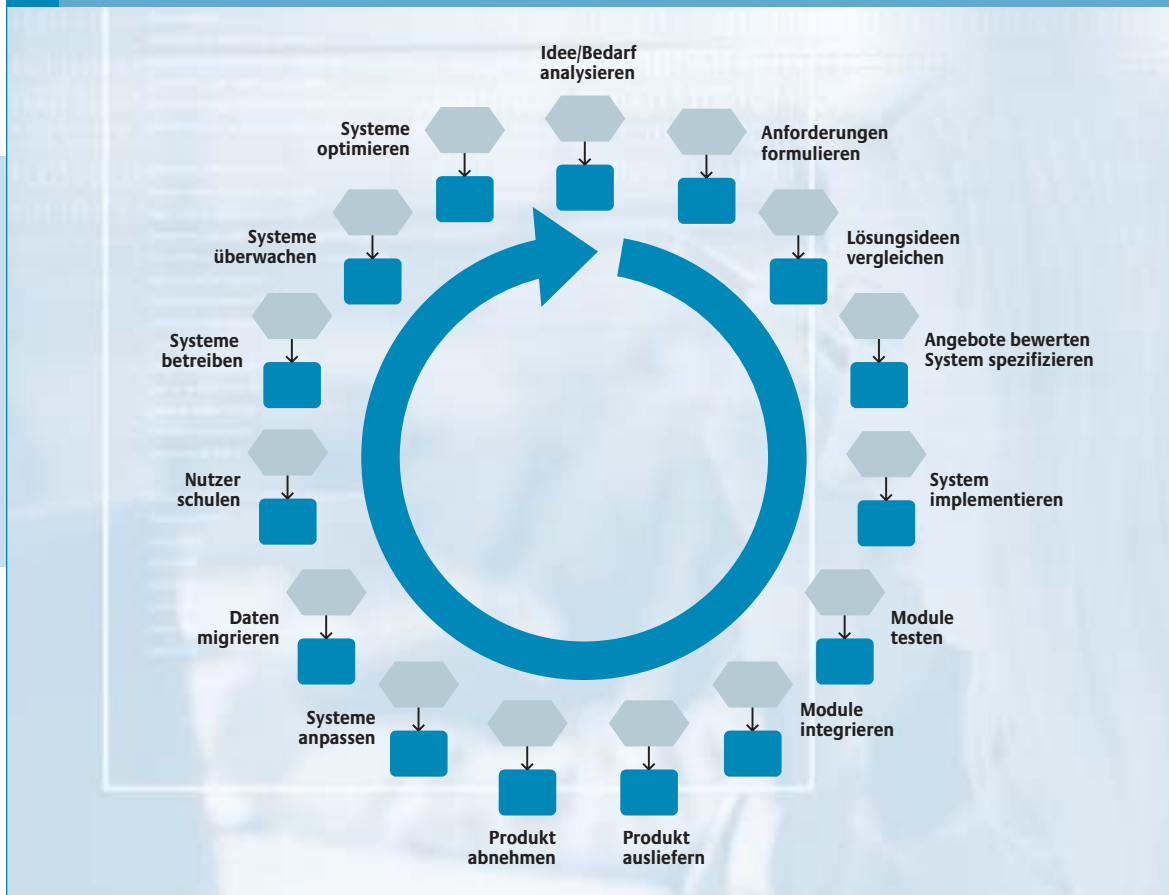 Idee/Bedarf
analysieren
Anforderungen
formulieren
Lösungsideen
vergleichen
Angebote bewerten
System spezifizieren
System
implementieren
Module
testen
Module
integrieren
Produkt
ausliefern
Produkt
abnehmen
Systeme
anpassen
Daten
migrieren
Nutzer
schulen
Systeme
betreiben
Systeme
überwachen
Systeme
optimieren